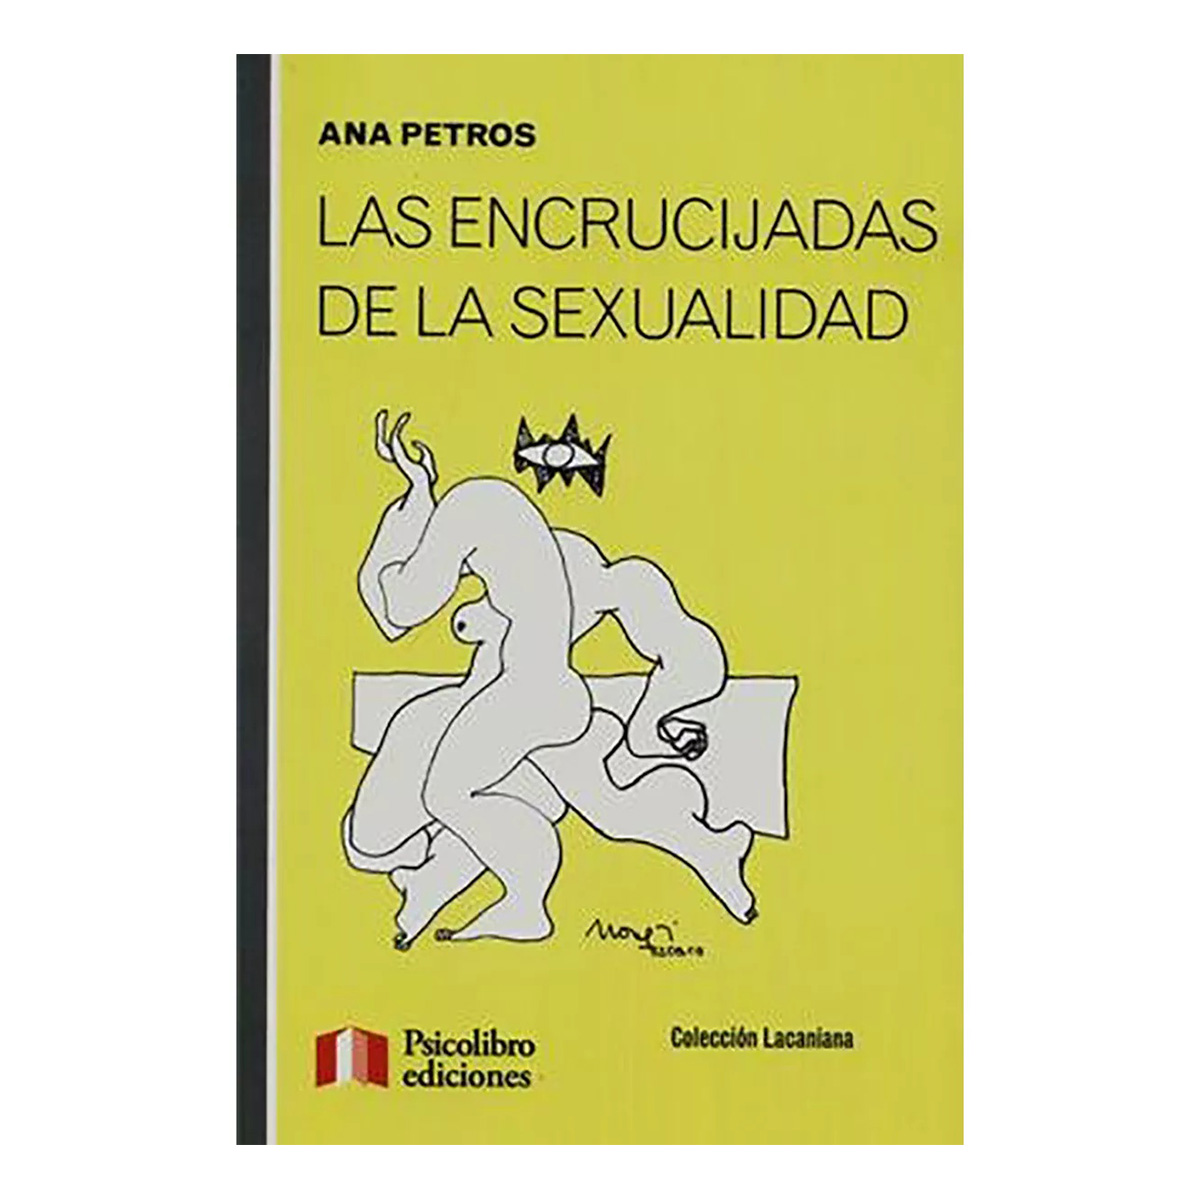 ANA PETROS
LAS ENCRUCIJADAS
DE LA SEXUALIDAD
Psicolibro
ediciones
Colección Lacaniana